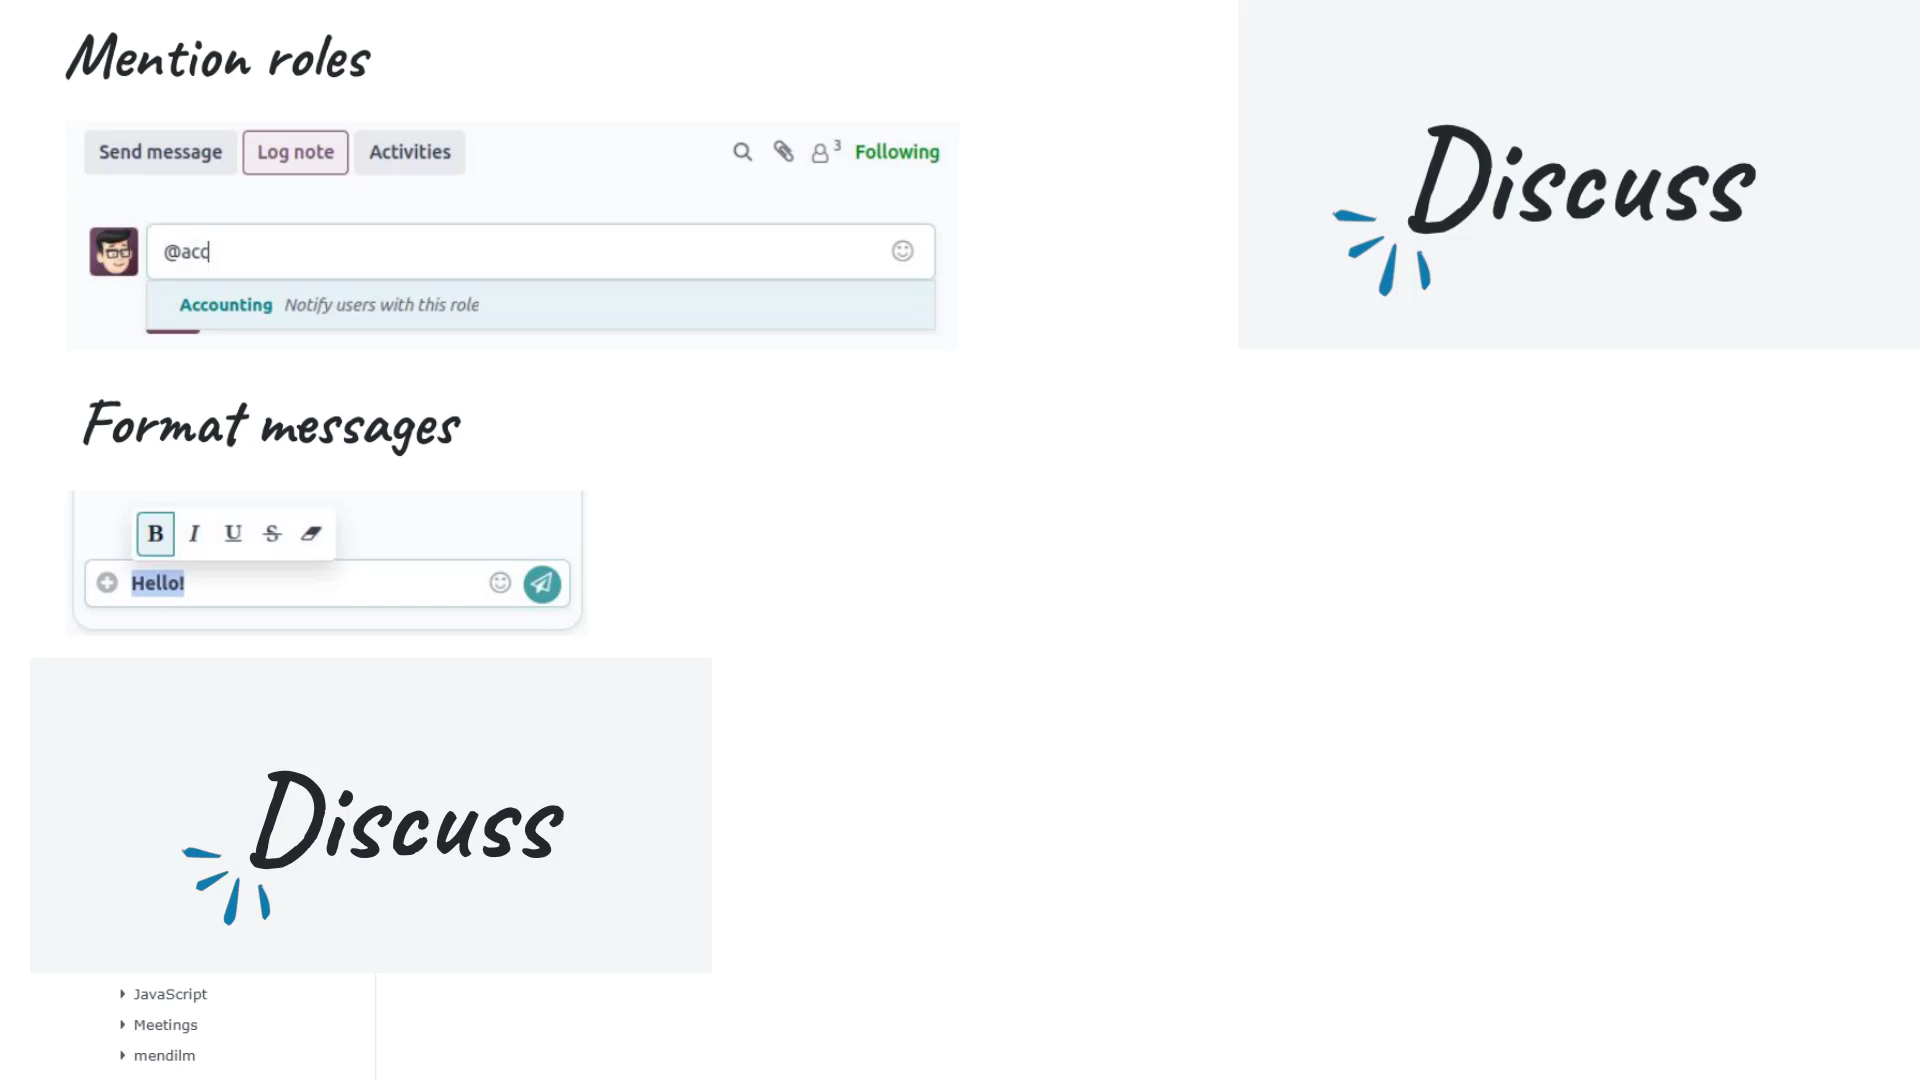 Mention roles
Discuss
Send message Log note Activities 3 Following
@acc
Accounting Notify users with this role
Format messages
B I U S
Hello!
Discuss
JavaScript
Meetings
mendilm